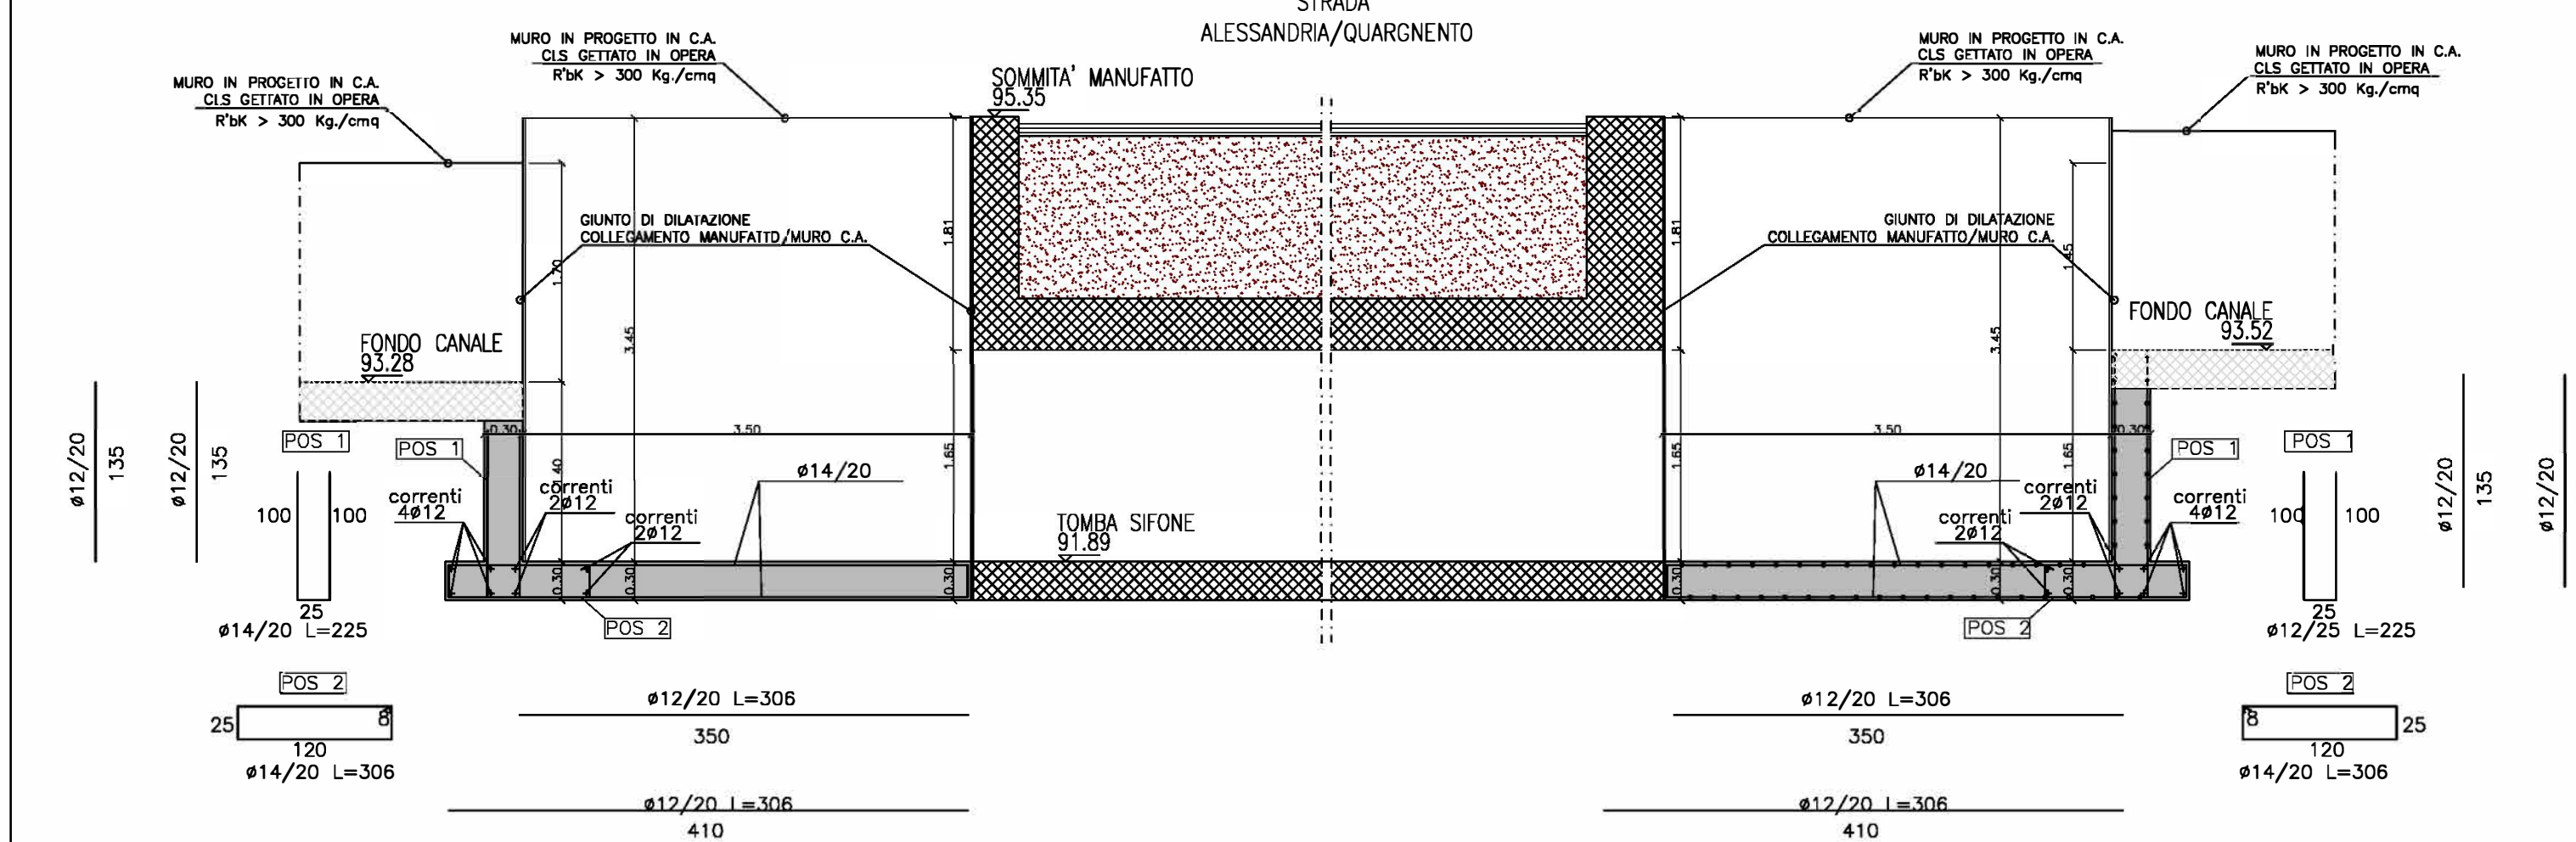 STRADA
ALESSANDRIA/QUARGNENTO
MURO IN PROGETTO IN C.A.
CLS GETTATO IN OPERA
R'bK > 300 Kg./cmq
MURO IN PROGETTO IN C.A.
CLS GETTATO IN OPERA
R'bK > 300 Kg./cmq
SOMMITA' MANUFATTO
95.35
MURO IN PROGETTO IN C.A.
CLS GETTATO IN OPERA
R'bK > 300 Kg./cmq
MURO IN PROGETTO IN C.A.
CLS GETTATO IN OPERA
R'bK > 300 Kg./cmq
GIUNTO DI DILATAZIONE
COLLEGAMENTO MANUFATTO/MURO C.A.
GIUNTO DI DILATAZIONE
COLLEGAMENTO MANUFATTO/MURO C.A.
1.70
3.45
1.81
1.81
3.45
1.45
FONDO CANALE
93.28
FONDO CANALE
93.52
ø12/20
135
ø12/20
135
POS 1
100
100
25
ø14/20 L=225
POS 1
0.30
3.50
1.40
1.65
correnti
4ø12
correnti
2ø12
correnti
2ø12
ø14/20
TOMBA SIFONE
91.89
0.30
0.30
0.30
POS 2
3.50
0.30
1.65
1.65
ø14/20
correnti
2ø12
correnti
2ø12
correnti
4ø12
POS 1
0.30
0.30
0.30
POS 2
POS 1
100
100
25
ø12/25 L=225
ø12/20
135
ø12/20
POS 2
25
8
120
ø14/20 L=306
ø12/20 L=306
350
ø12/20 L=306
410
ø12/20 L=306
350
ø12/20 L=306
410
POS 2
8
25
120
ø14/20 L=306